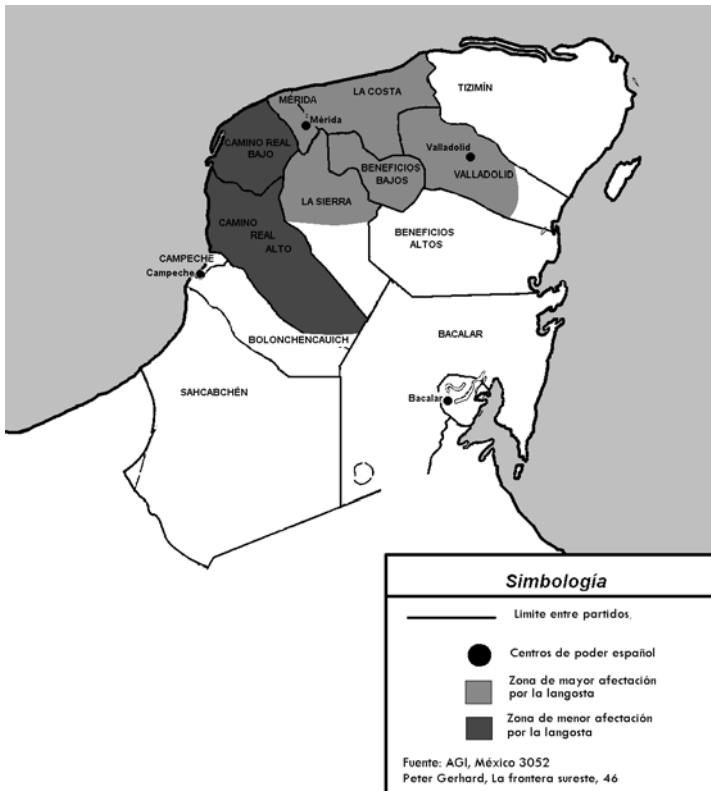 TIZIMÍN
LA COSTA
MÉRIDA
Mérida
CAMINO REAL
BAJO
Valladolid
BENEFICIOS
BAJOS
VALLADOLID
LA SIERRA
CAMINO
REAL
ALTO
BENEFICIOS
ALTOS
CAMPECHE
Campeche
BOLONCHENCAUICH
BACALAR
SAHCABCHÉN
Bacalar
Simbología
Limite entre partidos.
Centros de poder español
Zona de mayor afectación
por la langosta
Zona de menor afectación
por la langosta
Fuente: AGI, México 3052
Peter Gerhard, La frontera sureste, 46